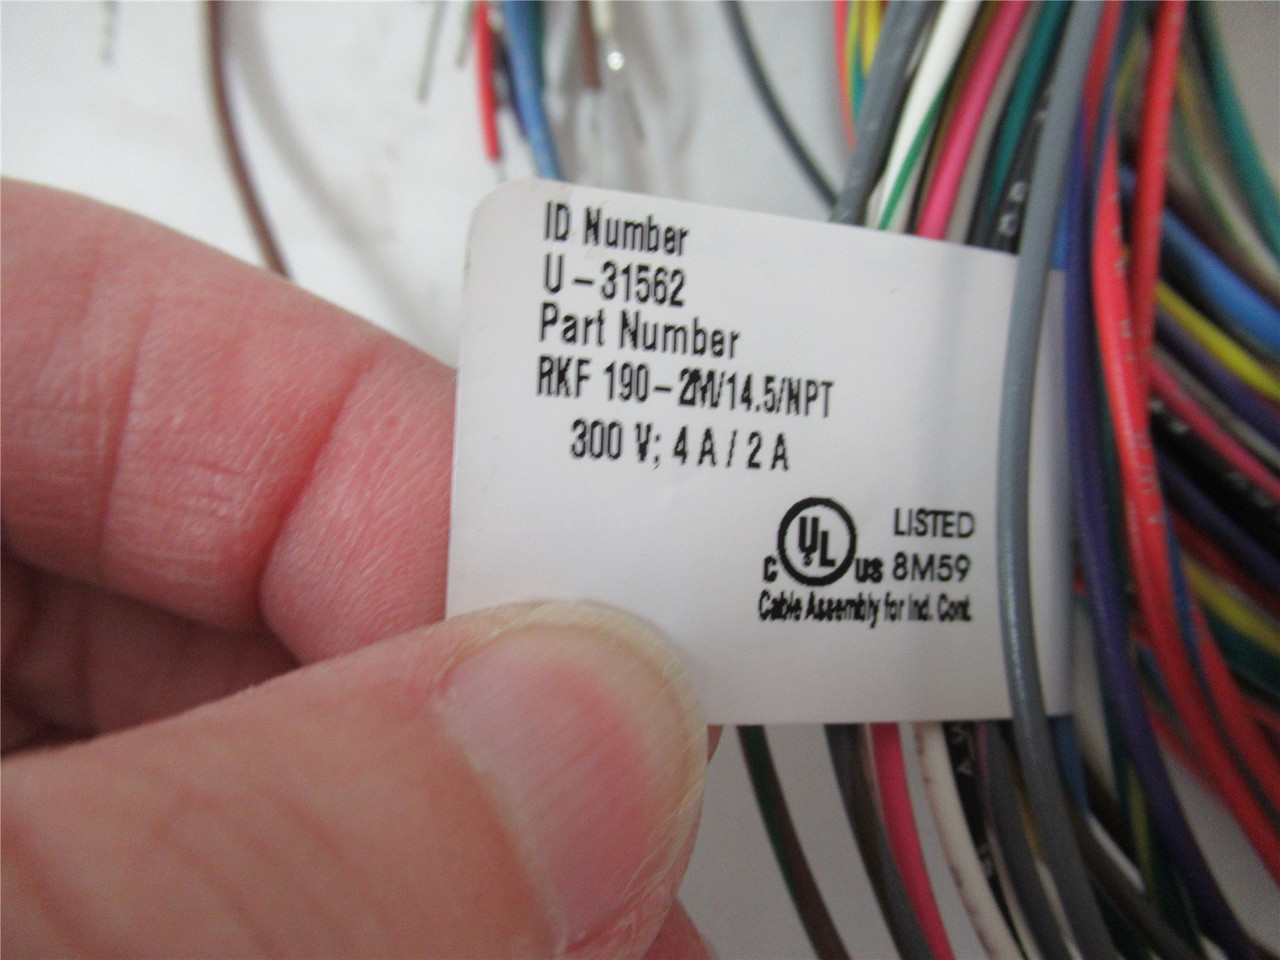 ID Number
U-31562
Part Number
RKF 190-2M/14.5/NPT
300 V; 4 A / 2 A
LISTED
C UL US 8M59
Cable Assembly for Ind. Cont.